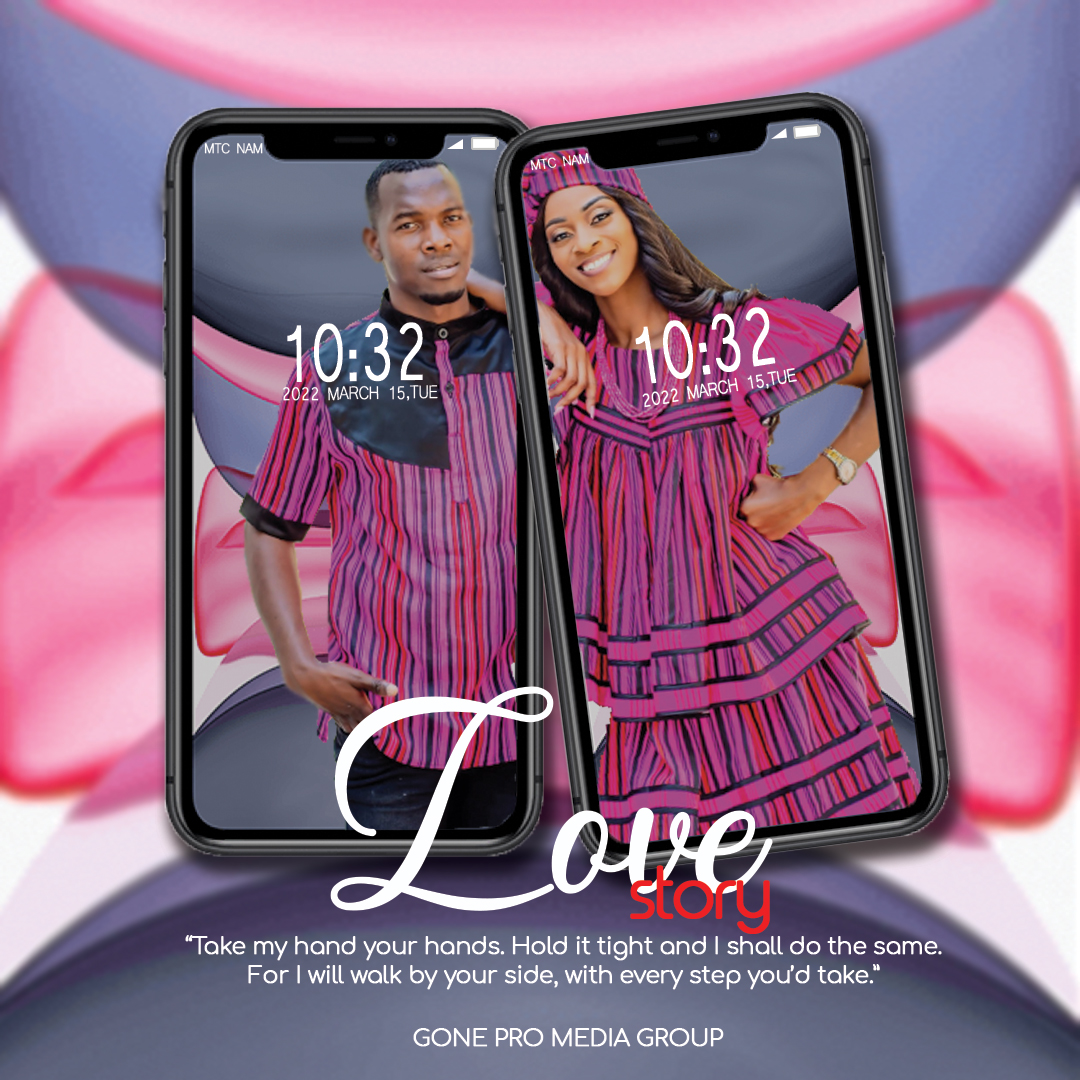 MTC NAM
10:32
2022 MARCH 15,TUE
MTC NAM
10:32
2022 MARCH 15,TUE
Love
story
“Take my hand your hands. Hold it tight and I shall do the same.
For I will walk by your side, with every step you’d take.”
GONE PRO MEDIA GROUP